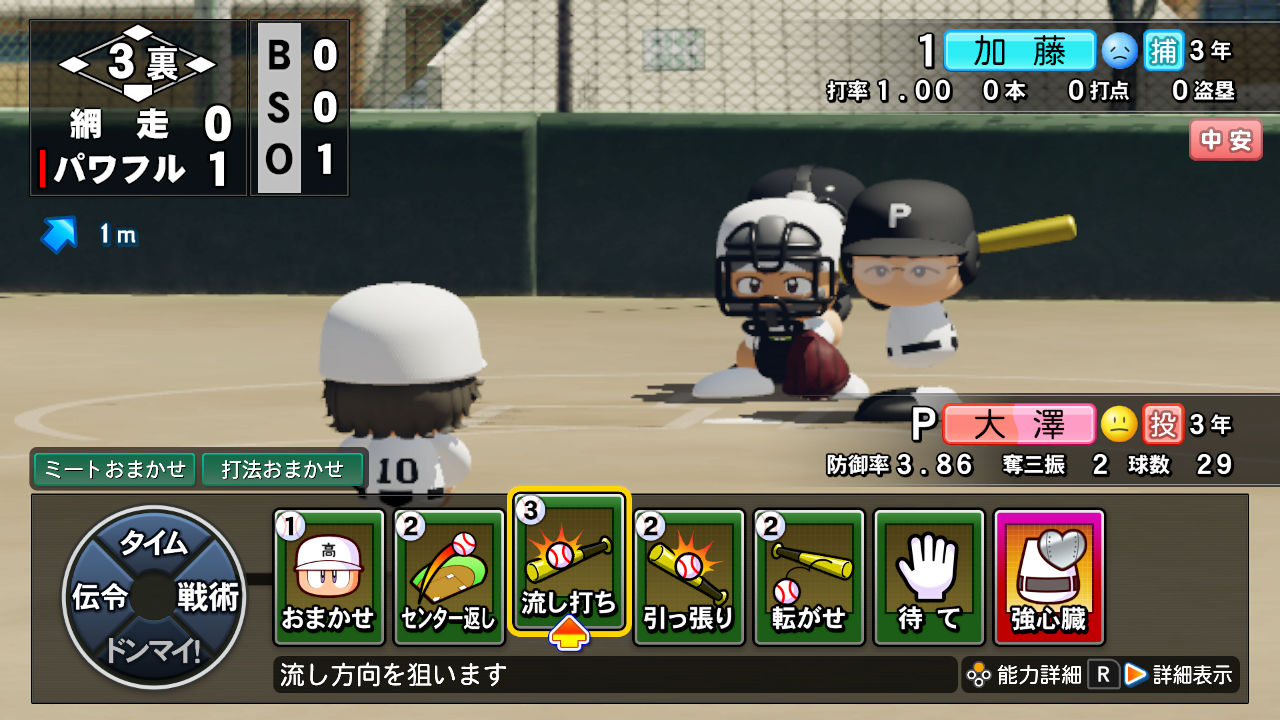 3裏
網走 0
パワフル 1
B 0
S 0
O 1
1m
1 加藤 捕 3年
打率1.00 0本 0打点 0盗塁
中安
P
10
P 大澤 投 3年
防御率3.86 奪三振 2 球数 29
ミートおまかせ 打法おまかせ
タイム
伝令 戦術
ドンマイ!
1 高 おまかせ
2 センター返し
3 流し打ち
2 引っ張り
2 転がせ
待て
強心臓
流し方向を狙います
能力詳細 R 詳細表示